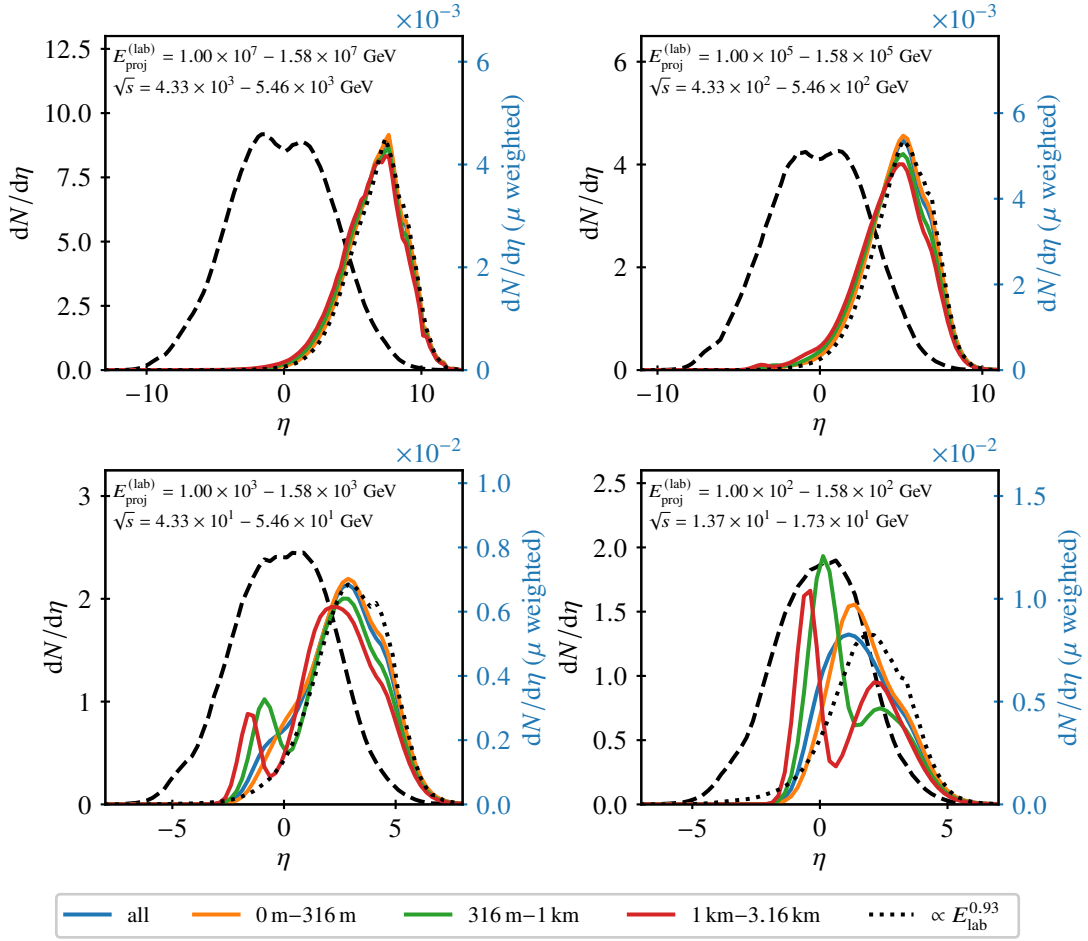 ×10⁻³
×10⁻³
E_proj^(lab) = 1.00 × 10⁷ − 1.58 × 10⁷ GeV
√s = 4.33 × 10³ − 5.46 × 10³ GeV
12.5
10.0
7.5
5.0
2.5
0.0
dN/dη
6
4
2
0
dN/dη (μ weighted)
−10
0
10
η
E_proj^(lab) = 1.00 × 10⁵ − 1.58 × 10⁵ GeV
√s = 4.33 × 10² − 5.46 × 10² GeV
6
4
2
0
dN/dη
6
4
2
0
dN/dη (μ weighted)
−10
0
10
η
×10⁻²
×10⁻²
E_proj^(lab) = 1.00 × 10³ − 1.58 × 10³ GeV
√s = 4.33 × 10¹ − 5.46 × 10¹ GeV
3
2
1
0
dN/dη
1.0
0.8
0.6
0.4
0.2
0.0
dN/dη (μ weighted)
−5
0
5
η
E_proj^(lab) = 1.00 × 10² − 1.58 × 10² GeV
√s = 1.37 × 10¹ − 1.73 × 10¹ GeV
2.5
2.0
1.5
1.0
0.5
0.0
dN/dη
1.5
1.0
0.5
0.0
dN/dη (μ weighted)
−5
0
5
η
all
0 m−316 m
316 m−1 km
1 km−3.16 km
∝ E_lab^0.93